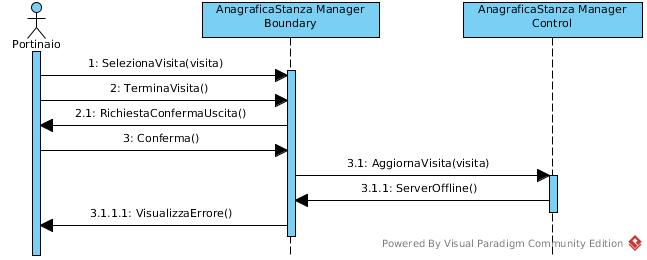 AnagraficaStanza Manager
Boundary
AnagraficaStanza Manager
Control
Portinaio
1: SelezionaVisita(visita)
2: TerminaVisita()
2.1: RichiestaConfermaUscita()
3: Conferma()
3.1: AggiornaVisita(visita)
3.1.1: ServerOffline()
3.1.1.1: VisualizzaErrore()
Powered By Visual Paradigm Community Edition